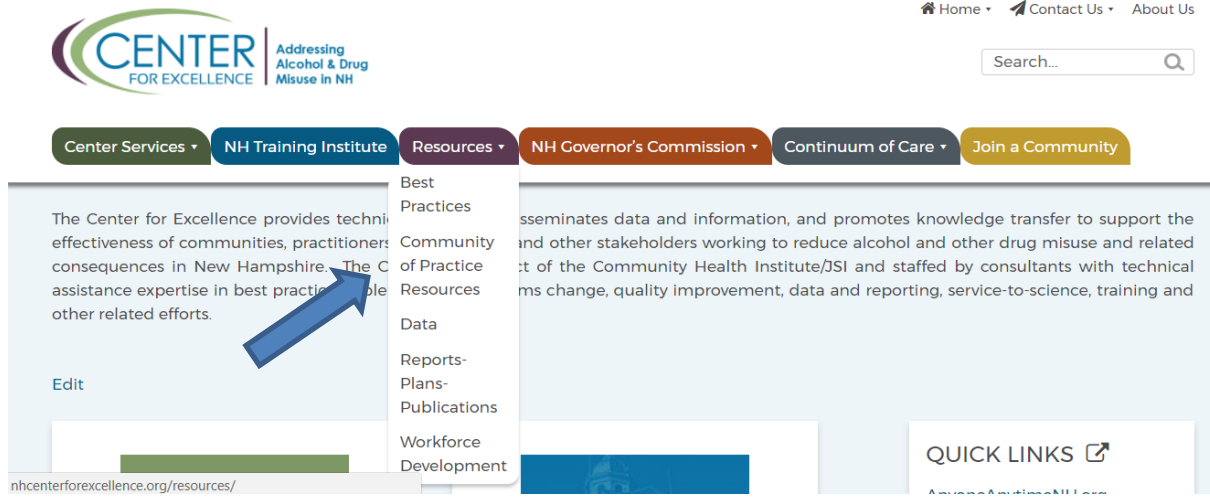 Home Contact Us About Us
CENTER
FOR EXCELLENCE
Addressing
Alcohol & Drug
Misuse in NH
Search...
Center Services NH Training Institute Resources NH Governor's Commission Continuum of Care Join a Community
Best
Practices
Community
of Practice
Resources
Data
Reports-
Plans-
Publications
Workforce
Development
The Center for Excellence provides techni sseminates data and information, and promotes knowledge transfer to support the
effectiveness of communities, practitioners and other stakeholders working to reduce alcohol and other drug misuse and related
consequences in New Hampshire. The C ct of the Community Health Institute/JSI and staffed by consultants with technical
assistance expertise in best practic ms change, quality improvement, data and reporting, service-to-science, training and
other related efforts.
Edit
QUICK LINKS
AnyoneAnytimeNH.org
nhcenterforexcellence.org/resources/